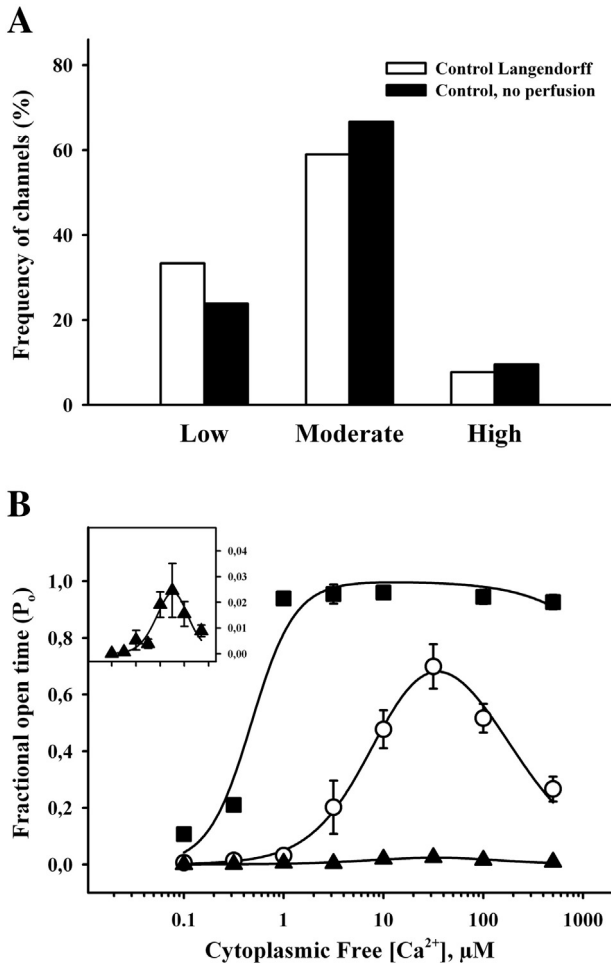 A
Frequency of channels (%)
80
60
40
20
0
Control Langendorff
Control, no perfusion
Low Moderate High
B
Fractional open time (Pₒ)
1,0
0,8
0,6
0,4
0,2
0,0
0,04
0,03
0,02
0,01
0,00
0.1 1 10 100 1000
Cytoplasmic Free [Ca²⁺], μM